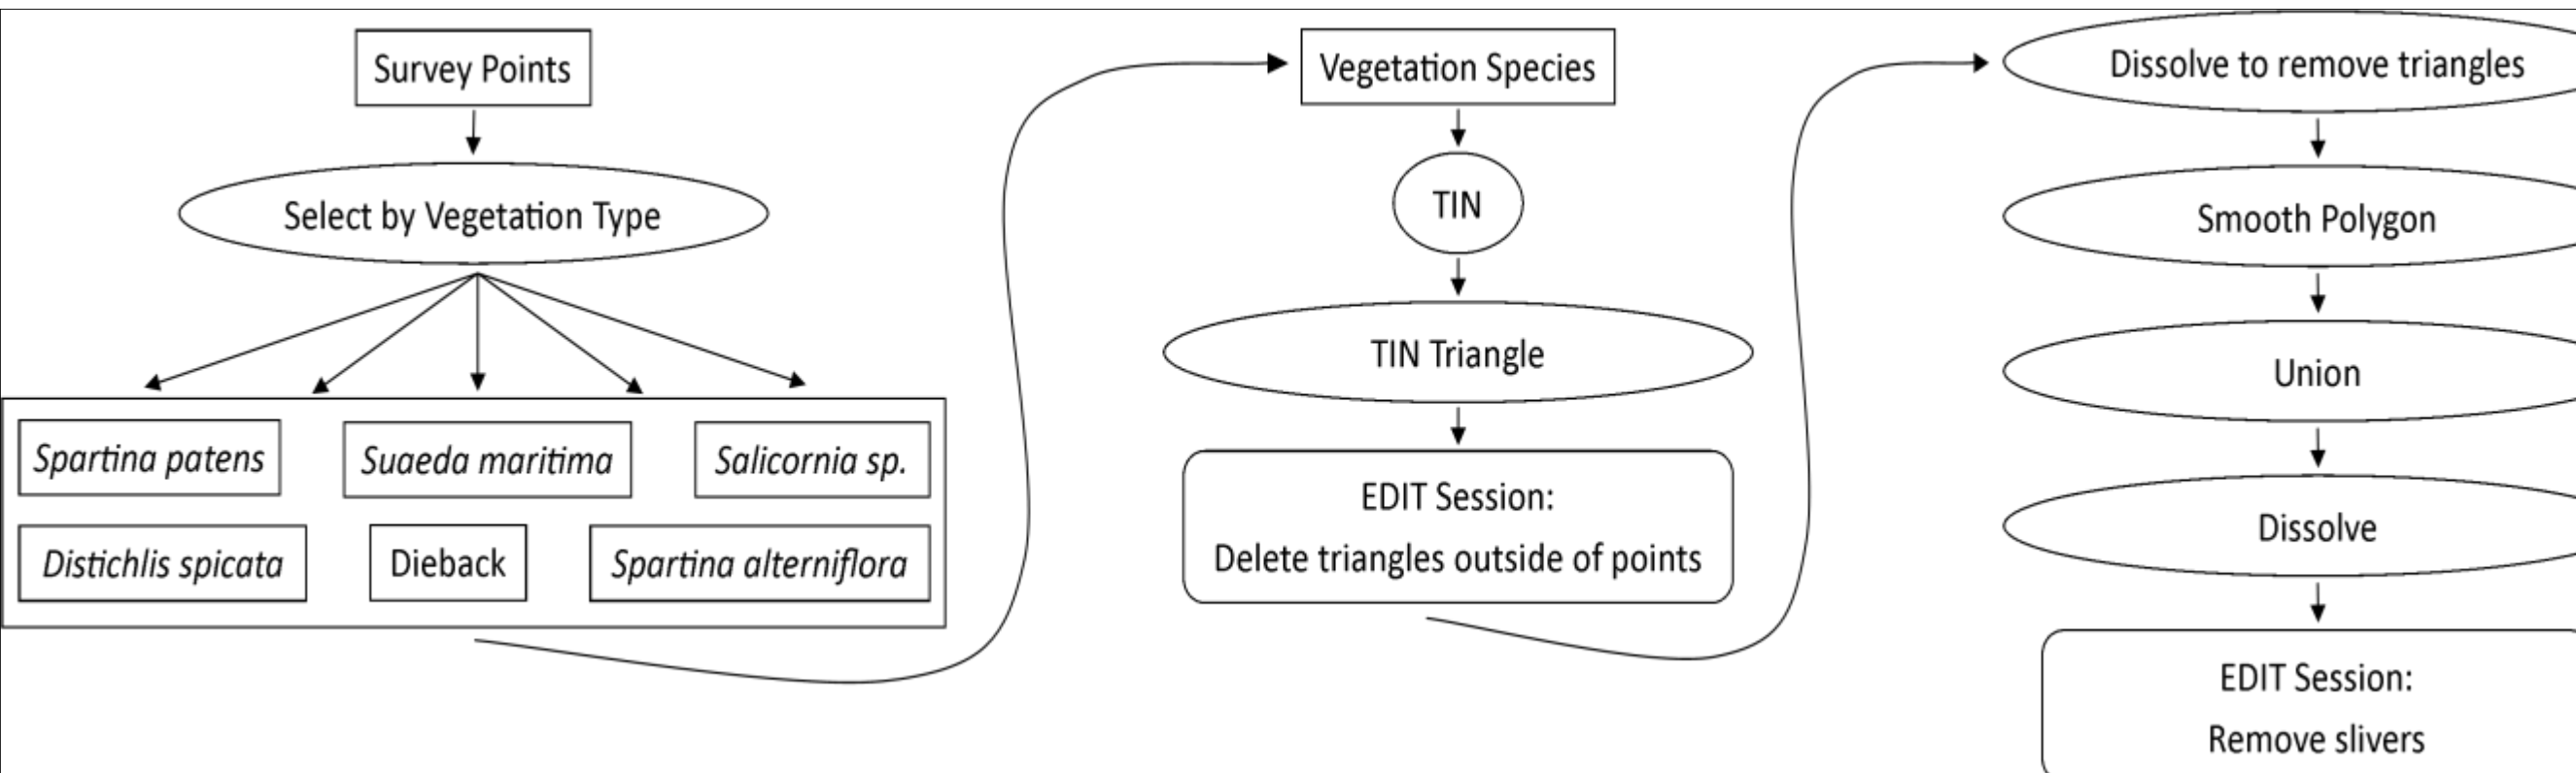 Survey Points
Select by Vegetation Type
Spartina patens
Suaeda maritima
Salicornia sp.
Distichlis spicata
Dieback
Spartina alterniflora
Vegetation Species
TIN
TIN Triangle
EDIT Session:
Delete triangles outside of points
Dissolve to remove triangles
Smooth Polygon
Union
Dissolve
EDIT Session:
Remove slivers